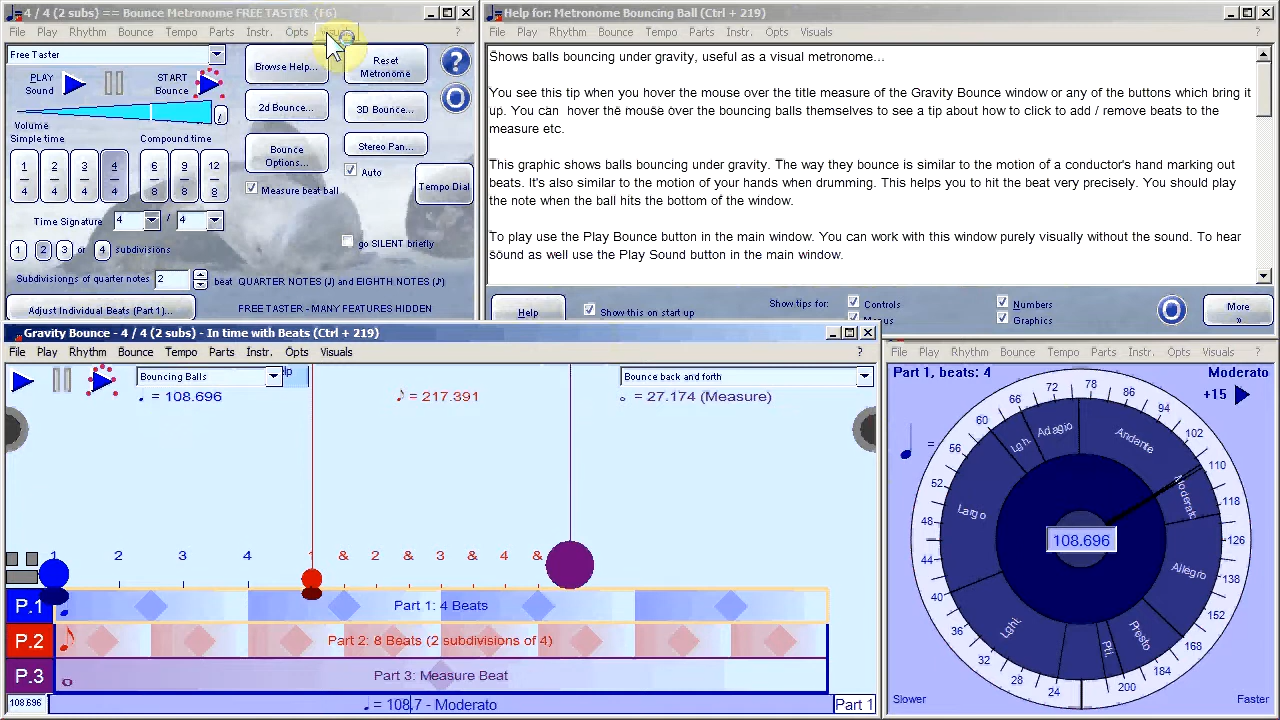 4 / 4 (2 subs) == Bounce Metronome FREE TASTER (F6)
File Play Rhythm Bounce Tempo Parts Instr. Opts
Free Taster
PLAY Sound
START Bounce
Volume
Simple time
Compound time
1 4
2 4
3 4
4 4
6 8
9 8
12 8
Time Signature 4 / 4
1 2 3 or 4 subdivisions
Subdivisions of quarter notes 2
beat QUARTER NOTES (♩) and EIGHTH NOTES (♪)
Adjust Individual Beats (Part 1)...
FREE TASTER - MANY FEATURES HIDDEN
Browse Help...
Reset Metronome
2d Bounce...
3D Bounce...
Bounce Options...
Stereo Pan...
Auto
Measure beat ball
Tempo Dial
go SILENT briefly
?
O
Help for: Metronome Bouncing Ball (Ctrl + 219)
File Play Rhythm Bounce Tempo Parts Instr. Opts Visuals
Shows balls bouncing under gravity, useful as a visual metronome...
You see this tip when you hover the mouse over the title measure of the Gravity Bounce window or any of the buttons which bring it
up. You can hover the mouse over the bouncing balls themselves to see a tip and show to click to add / remove beats to the
measure etc.
This graphic shows balls bouncing under gravity. The way they bounce is similar to the motion of a conductor's hand marking out
beats. It's also similar to the motion of your hands when drumming. This helps you to hit the beat very precisely. You should play
the note when the ball hits the bottom of the window.
To play use the Play Bounce button in the main window. You can work with this window purely visually without the sound. To hear
sound as well use the Play Sound button in the main window.
Help
Show this on start up
Show tips for:
Controls
Numbers
Menus
Graphics
O
More »
Gravity Bounce - 4 / 4 (2 subs) - In time with Beats (Ctrl + 219)
File Play Rhythm Bounce Tempo Parts Instr. Opts Visuals ?
Bouncing Balls
Bounce back and forth
♩ = 108.696
♪ = 217.391
𝅝 = 27.174 (Measure)
1 2 3 4 1 & 2 & 3 & 4 &
P.1 Part 1: 4 Beats
P.2 Part 2: 8 Beats (2 subdivisions of 4)
P.3 Part 3: Measure Beat
108.696
♩ = 108.7 - Moderato
Part 1
File Play Rhythm Bounce Tempo Parts Instr. Opts Visuals ?
Part 1, beats: 4
Moderato
+15
♩ =
72 78 86 94 102 110 118 126 138 152 168 184 200 24 28 32 36 40 44 48 52 56 60 66
Lgh. Adagio Andante Moderato Allegro Presto Pti. Lght. Largo
108.696
Slower
Faster